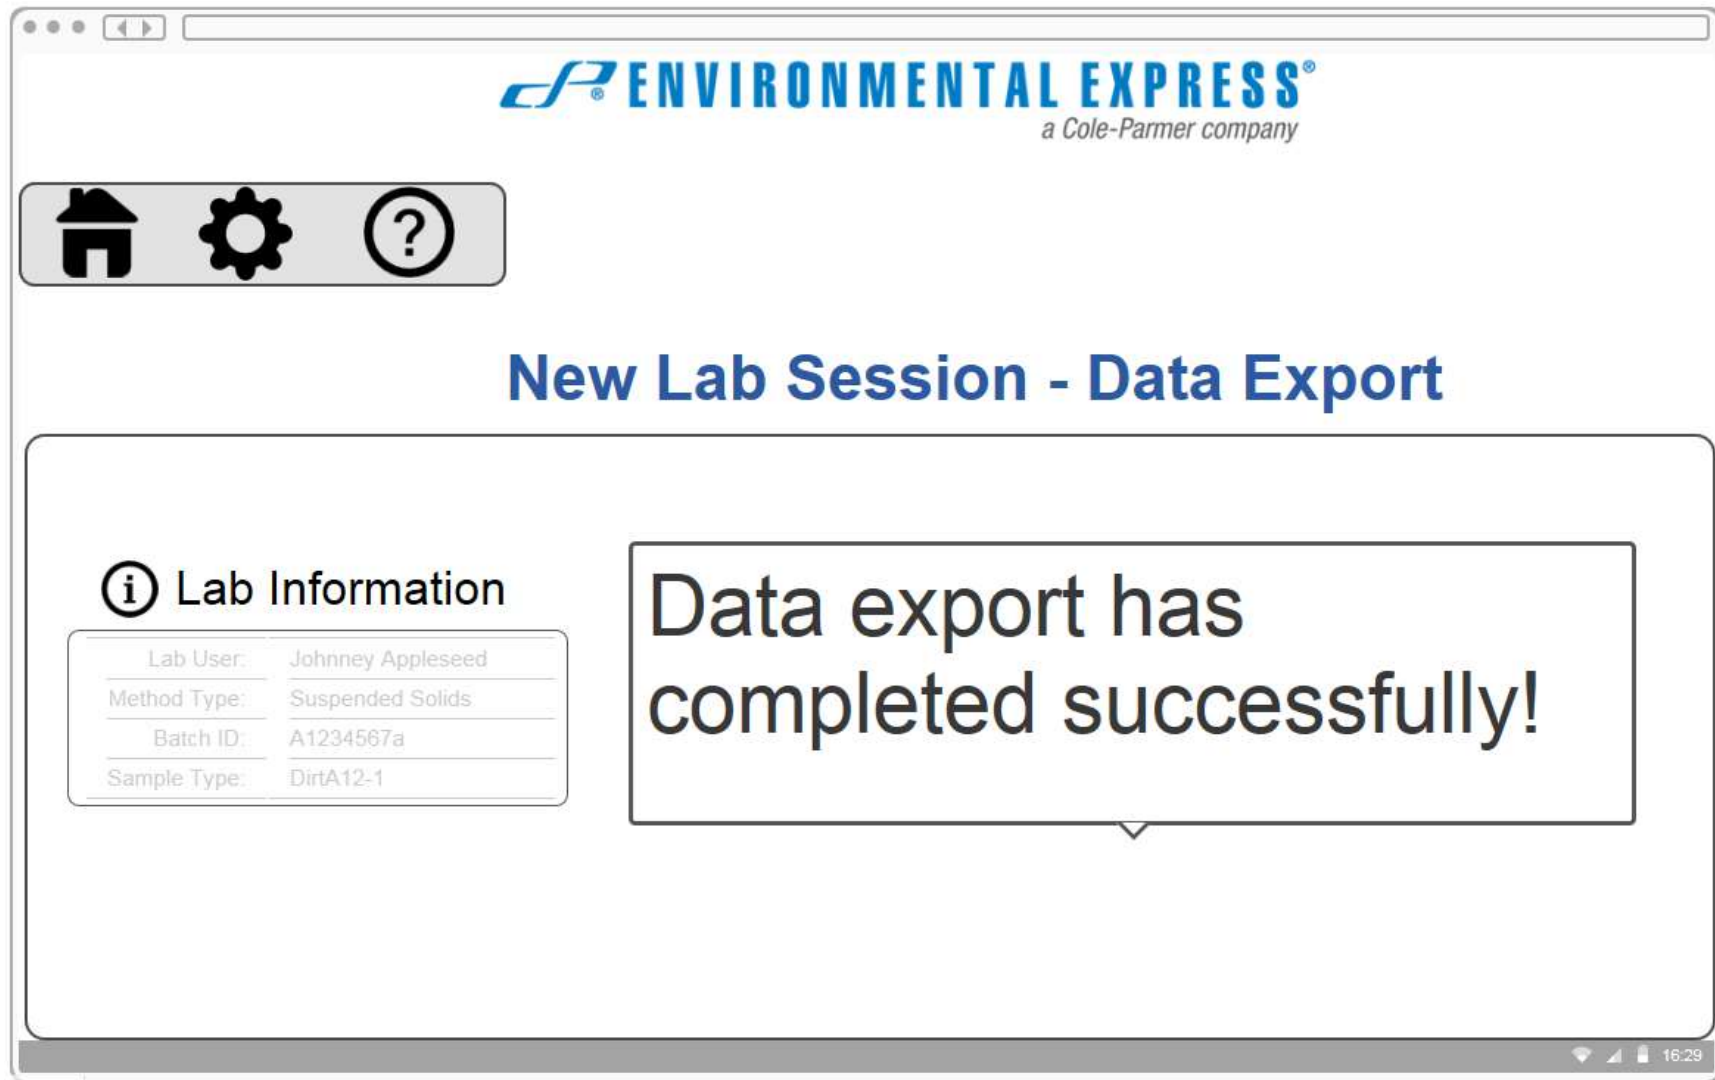 ENVIRONMENTAL EXPRESS®
a Cole-Parmer company
?
New Lab Session - Data Export
i Lab Information
Lab User: Johnney Appleseed
Method Type: Suspended Solids
Batch ID: A1234567a
Sample Type: DirtA12-1
Data export has
completed successfully!
16:29